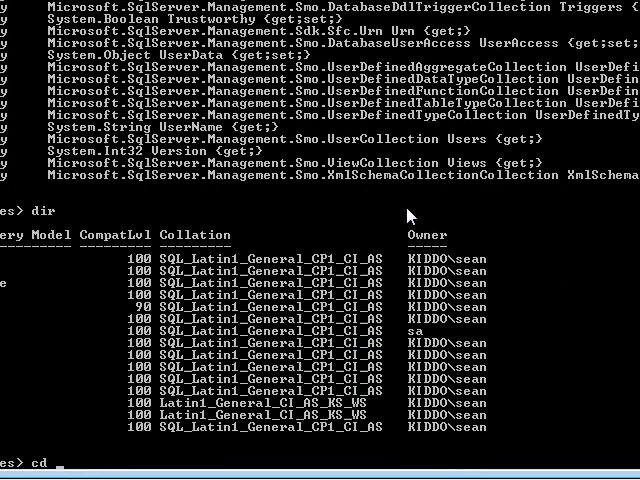 y Microsoft.SqlServer.Management.Smo.DatabaseDdlTriggerCollection Triggers {
y System.Boolean Trustworthy {get;set;}
y Microsoft.SqlServer.Management.Sdk.Sfc.Urn Urn {get;}
y Microsoft.SqlServer.Management.Smo.DatabaseUserAccess UserAccess {get;set;
y System.Object UserData {get;set;}
y Microsoft.SqlServer.Management.Smo.UserDefinedAggregateCollection UserDefi
y Microsoft.SqlServer.Management.Smo.UserDefinedDataTypeCollection UserDefin
y Microsoft.SqlServer.Management.Smo.UserDefinedFunctionCollection UserDefin
y Microsoft.SqlServer.Management.Smo.UserDefinedTableTypeCollection UserDefi
y Microsoft.SqlServer.Management.Smo.UserDefinedTypeCollection UserDefinedTy
y System.String UserName {get;}
y Microsoft.SqlServer.Management.Smo.UserCollection Users {get;}
y System.Int32 Version {get;}
y Microsoft.SqlServer.Management.Smo.ViewCollection Views {get;}
y Microsoft.SqlServer.Management.Smo.XmlSchemaCollectionCollection XmlSchema
es> dir
ery Model CompatLvl Collation Owner
--------- --------- --------- -----
100 SQL_Latin1_General_CP1_CI_AS KIDDO\sean
100 SQL_Latin1_General_CP1_CI_AS KIDDO\sean
e 100 SQL_Latin1_General_CP1_CI_AS KIDDO\sean
100 SQL_Latin1_General_CP1_CI_AS KIDDO\sean
90 SQL_Latin1_General_CP1_CI_AS KIDDO\sean
100 SQL_Latin1_General_CP1_CI_AS KIDDO\sean
100 SQL_Latin1_General_CP1_CI_AS sa
100 SQL_Latin1_General_CP1_CI_AS KIDDO\sean
100 SQL_Latin1_General_CP1_CI_AS KIDDO\sean
100 SQL_Latin1_General_CP1_CI_AS KIDDO\sean
100 SQL_Latin1_General_CP1_CI_AS KIDDO\sean
100 SQL_Latin1_General_CP1_CI_AS KIDDO\sean
100 Latin1_General_CI_AS_KS_WS KIDDO\sean
100 Latin1_General_CI_AS_KS_WS KIDDO\sean
100 SQL_Latin1_General_CP1_CI_AS KIDDO\sean
es> cd _